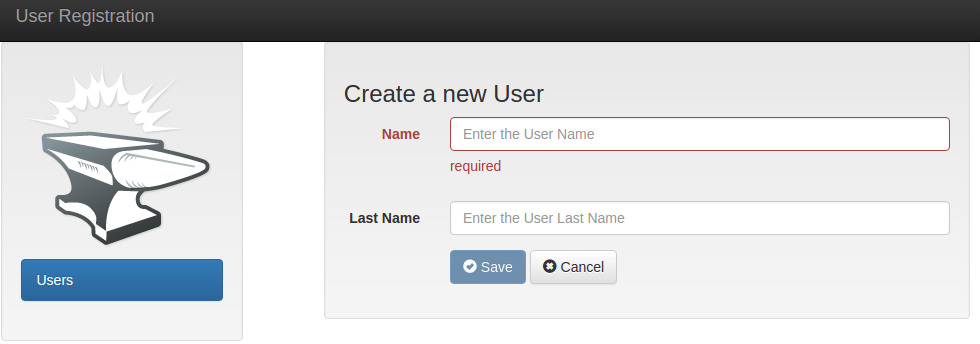 User Registration
Create a new User
Name
Enter the User Name
required
Last Name
Enter the User Last Name
Save
Cancel
Users